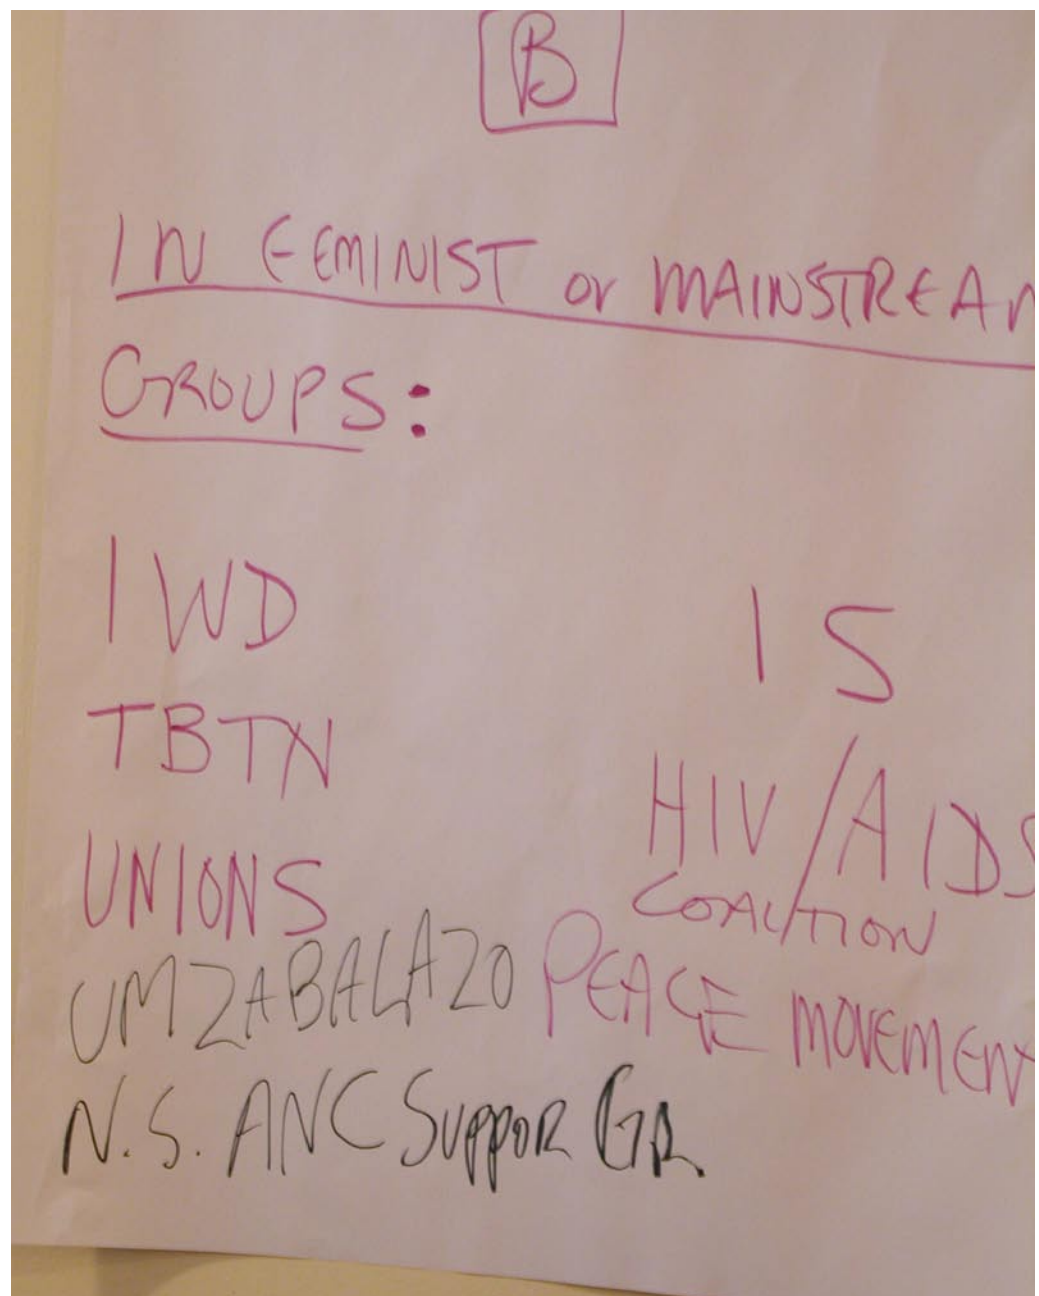 B
IN FEMINIST or MAINSTREAM
GROUPS:
IWD
TBTN
UNIONS
UMZABALAZO
N.S. ANC SUPPOR GR.
IS
HIV/AIDS
COALITION
PEACE MOVEMENT